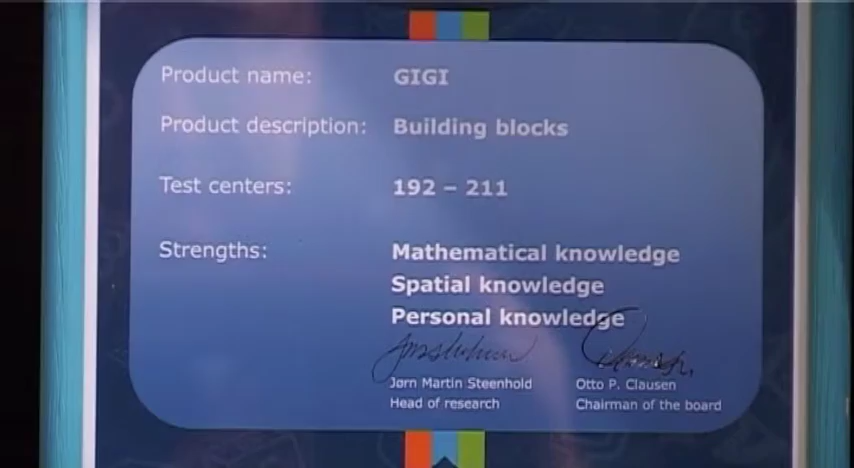 Product name: GIGI
Product description: Building blocks
Test centers: 192 – 211
Strengths: Mathematical knowledge
Spatial knowledge
Personal knowledge
Jørn Martin Steenhold Otto P. Clausen
Head of research Chairman of the board